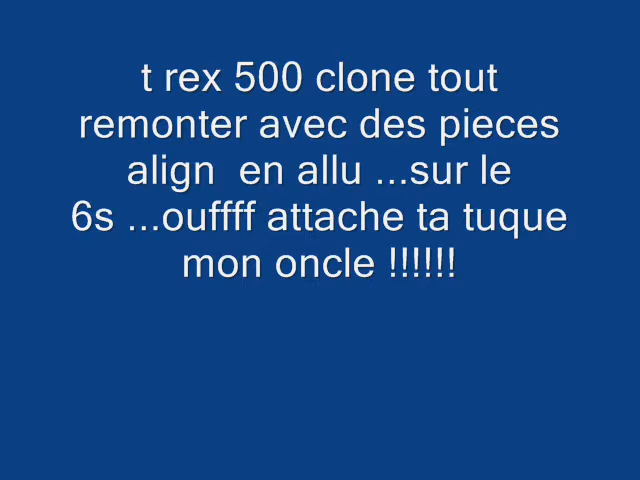 t rex 500 clone tout
remonter avec des pieces
align  en allu ...sur le
6s ...ouffff attache ta tuque
mon oncle !!!!!!